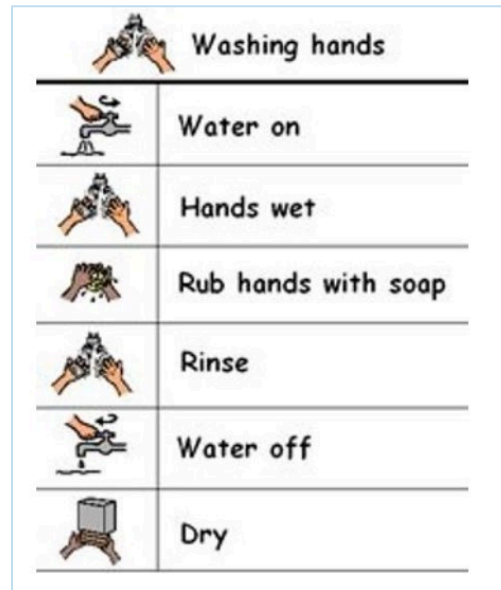 Washing hands
Water on
Hands wet
Rub hands with soap
Rinse
Water off
Dry